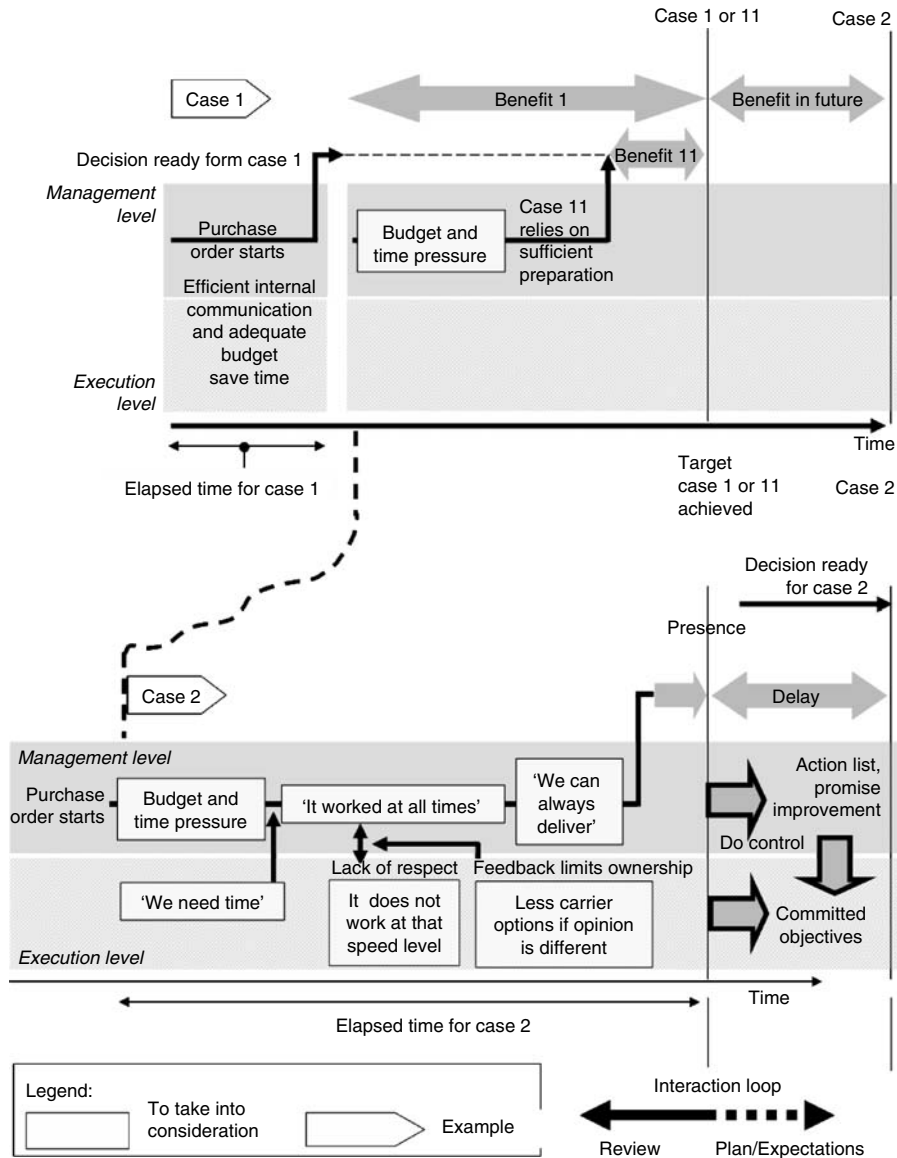 Case 1 or 11
Case 2
Case 1
Benefit 1
Benefit in future
Decision ready form case 1
Benefit 11
Management
level
Purchase
order starts
Budget and
time pressure
Case 11
relies on
sufficient
preparation
Efficient internal
communication
and adequate
budget
save time
Execution
level
Time
Elapsed time for case 1
Target
case 1 or 11
achieved
Case 2
Decision ready
for case 2
Presence
Case 2
Delay
Management level
Purchase
order starts
Budget and
time pressure
'It worked at all times'
'We can
always
deliver'
Action list,
promise
improvement
Do control
Lack of respect
Feedback limits ownership
'We need time'
It does not
work at that
speed level
Less carrier
options if opinion
is different
Committed
objectives
Execution level
Time
Elapsed time for case 2
Legend:
To take into
consideration
Example
Interaction loop
Review
Plan/Expectations